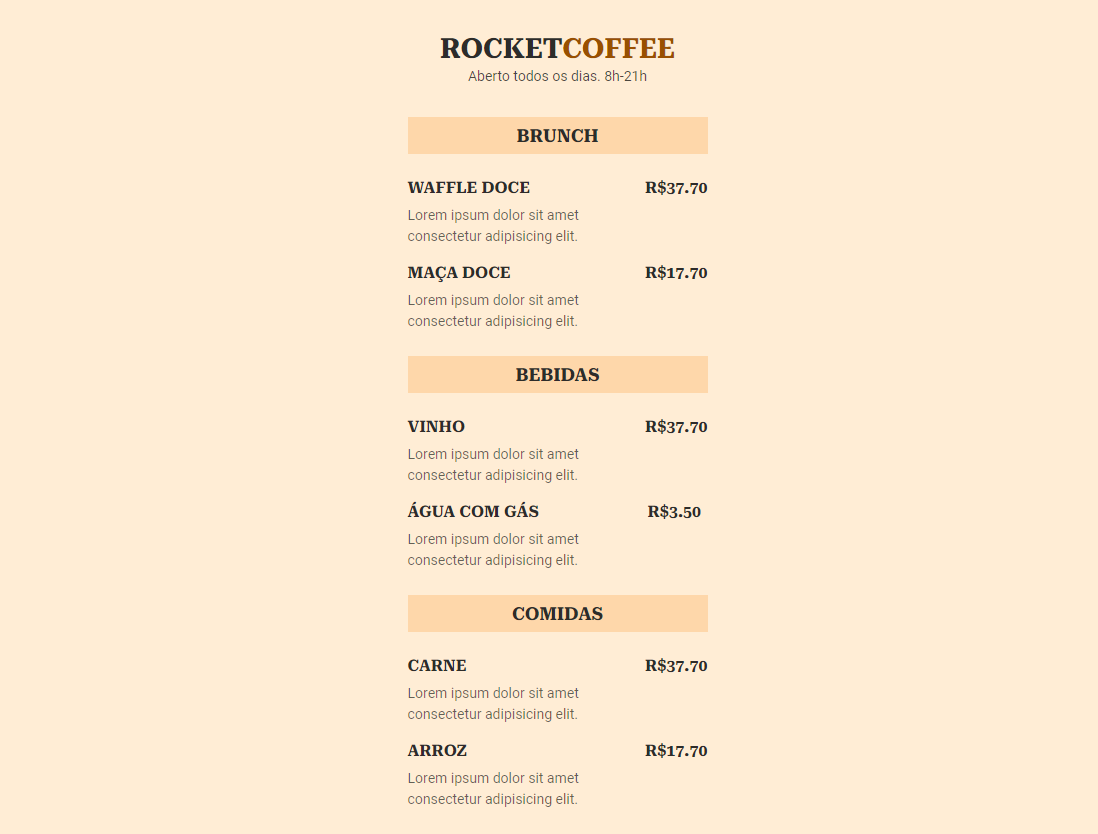 ROCKETCOFFEE
Aberto todos os dias. 8h-21h
BRUNCH
WAFFLE DOCE R$37.70
Lorem ipsum dolor sit amet
consectetur adipisicing elit.
MAÇA DOCE R$17.70
Lorem ipsum dolor sit amet
consectetur adipisicing elit.
BEBIDAS
VINHO R$37.70
Lorem ipsum dolor sit amet
consectetur adipisicing elit.
ÁGUA COM GÁS R$3.50
Lorem ipsum dolor sit amet
consectetur adipisicing elit.
COMIDAS
CARNE R$37.70
Lorem ipsum dolor sit amet
consectetur adipisicing elit.
ARROZ R$17.70
Lorem ipsum dolor sit amet
consectetur adipisicing elit.